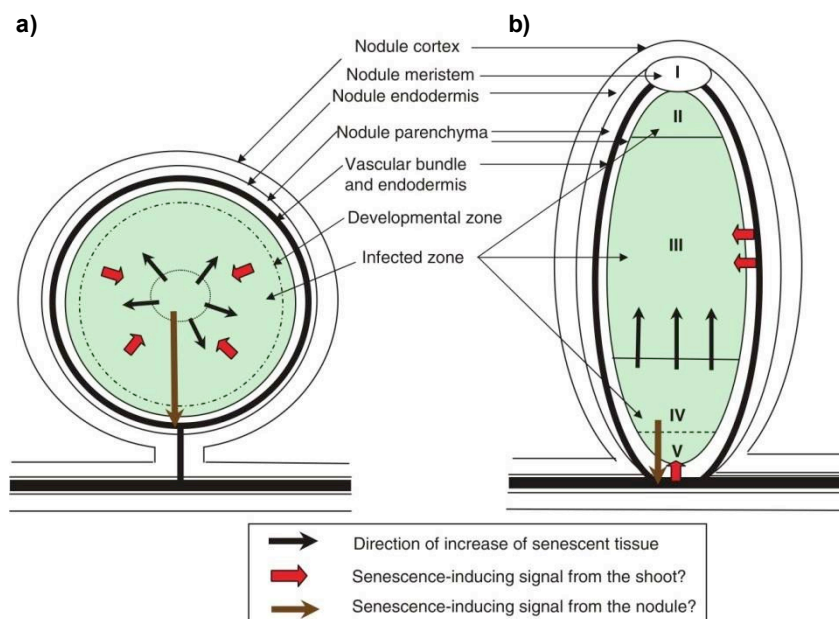 a)
b)
Nodule cortex
Nodule meristem
Nodule endodermis
Nodule parenchyma
Vascular bundle
and endodermis
Developmental zone
Infected zone
I
II
III
IV
V
Direction of increase of senescent tissue
Senescence-inducing signal from the shoot?
Senescence-inducing signal from the nodule?